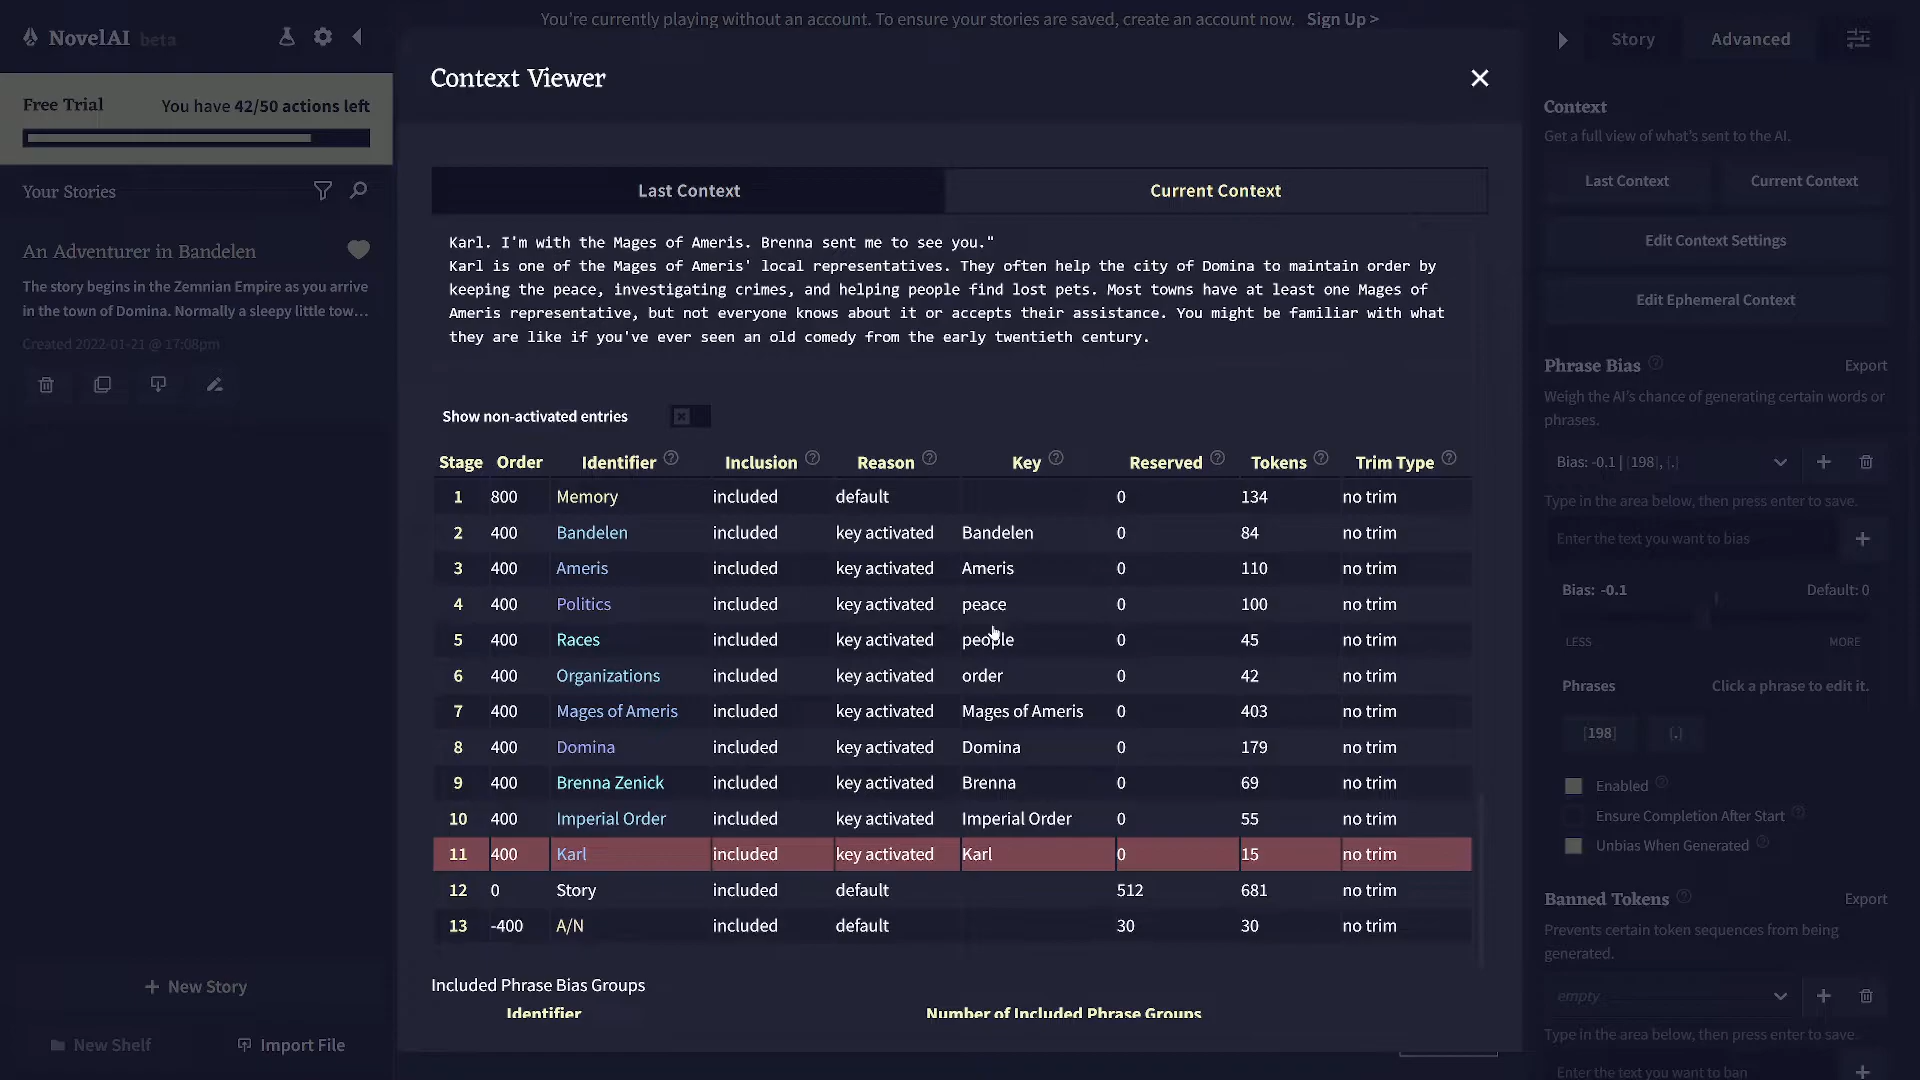 You're currently playing without an account. To ensure your stories are saved, create an account now. Sign Up >
NovelAI beta
Free Trial
You have 42/50 actions left
Your Stories
An Adventurer in Bandelen
The story begins in the Zemnian Empire as you arrive
in the town of Domina. Normally a sleepy little tow...
Created 2022-01-21 @ 17:08pm
+ New Story
New Shelf
Import File
Context Viewer
Last Context
Current Context
Karl. I'm with the Mages of Ameris. Brenna sent me to see you."
Karl is one of the Mages of Ameris' local representatives. They often help the city of Domina to maintain order by
keeping the peace, investigating crimes, and helping people find lost pets. Most towns have at least one Mages of
Ameris representative, but not everyone knows about it or accepts their assistance. You might be familiar with what
they are like if you've ever seen an old comedy from the early twentieth century.
Show non-activated entries
Stage Order Identifier Inclusion Reason Key Reserved Tokens Trim Type
1 800 Memory included default 0 134 no trim
2 400 Bandelen included key activated Bandelen 0 84 no trim
3 400 Ameris included key activated Ameris 0 110 no trim
4 400 Politics included key activated peace 0 100 no trim
5 400 Races included key activated people 0 45 no trim
6 400 Organizations included key activated order 0 42 no trim
7 400 Mages of Ameris included key activated Mages of Ameris 0 403 no trim
8 400 Domina included key activated Domina 0 179 no trim
9 400 Brenna Zenick included key activated Brenna 0 69 no trim
10 400 Imperial Order included key activated Imperial Order 0 55 no trim
11 400 Karl included key activated Karl 0 15 no trim
12 0 Story included default 512 681 no trim
13 -400 A/N included default 30 30 no trim
Included Phrase Bias Groups
Identifier Number of Included Phrase Groups
Story
Advanced
Context
Get a full view of what's sent to the AI.
Last Context
Current Context
Edit Context Settings
Edit Ephemeral Context
Phrase Bias
Export
Weigh the AI's chance of generating certain words or
phrases.
Bias: -0.1 | [198], [.]
Type in the area below, then press enter to save.
Enter the text you want to bias
Bias: -0.1
Default: 0
LESS
MORE
Phrases
Click a phrase to edit it.
[198]
[.]
Enabled
Ensure Completion After Start
Unbias When Generated
Banned Tokens
Export
Prevents certain token sequences from being
generated.
empty
Type in the area below, then press enter to save.
Enter the text you want to ban